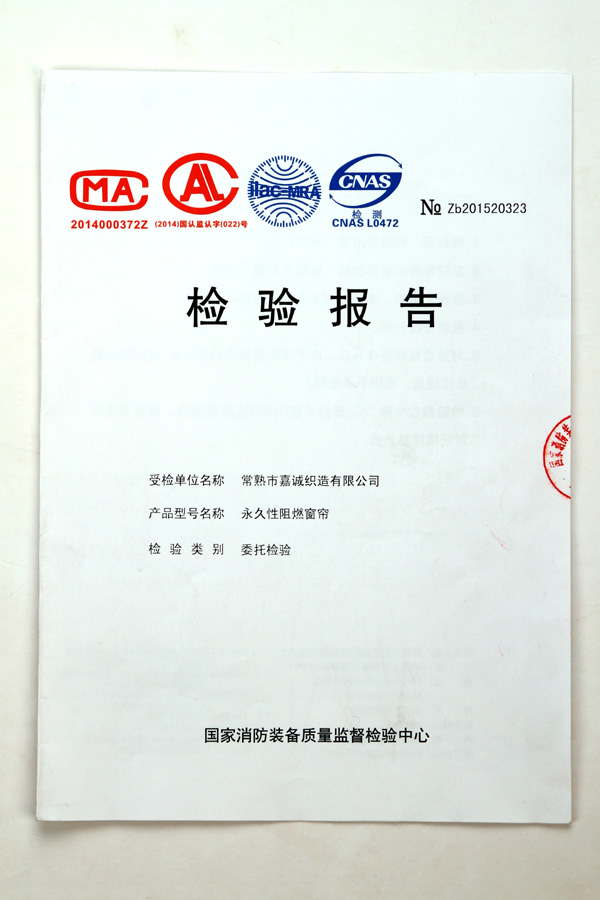 MA
2014000372Z
AL
(2014)国认监认字(022)号
ilac-MRA
CNAS
检 测
CNAS L0472
№ Zb201520323
检验报告
受检单位名称 常熟市嘉诚织造有限公司
产品型号名称 永久性阻燃窗帘
检验类别 委托检验
国家消防装备质量监督检验中心